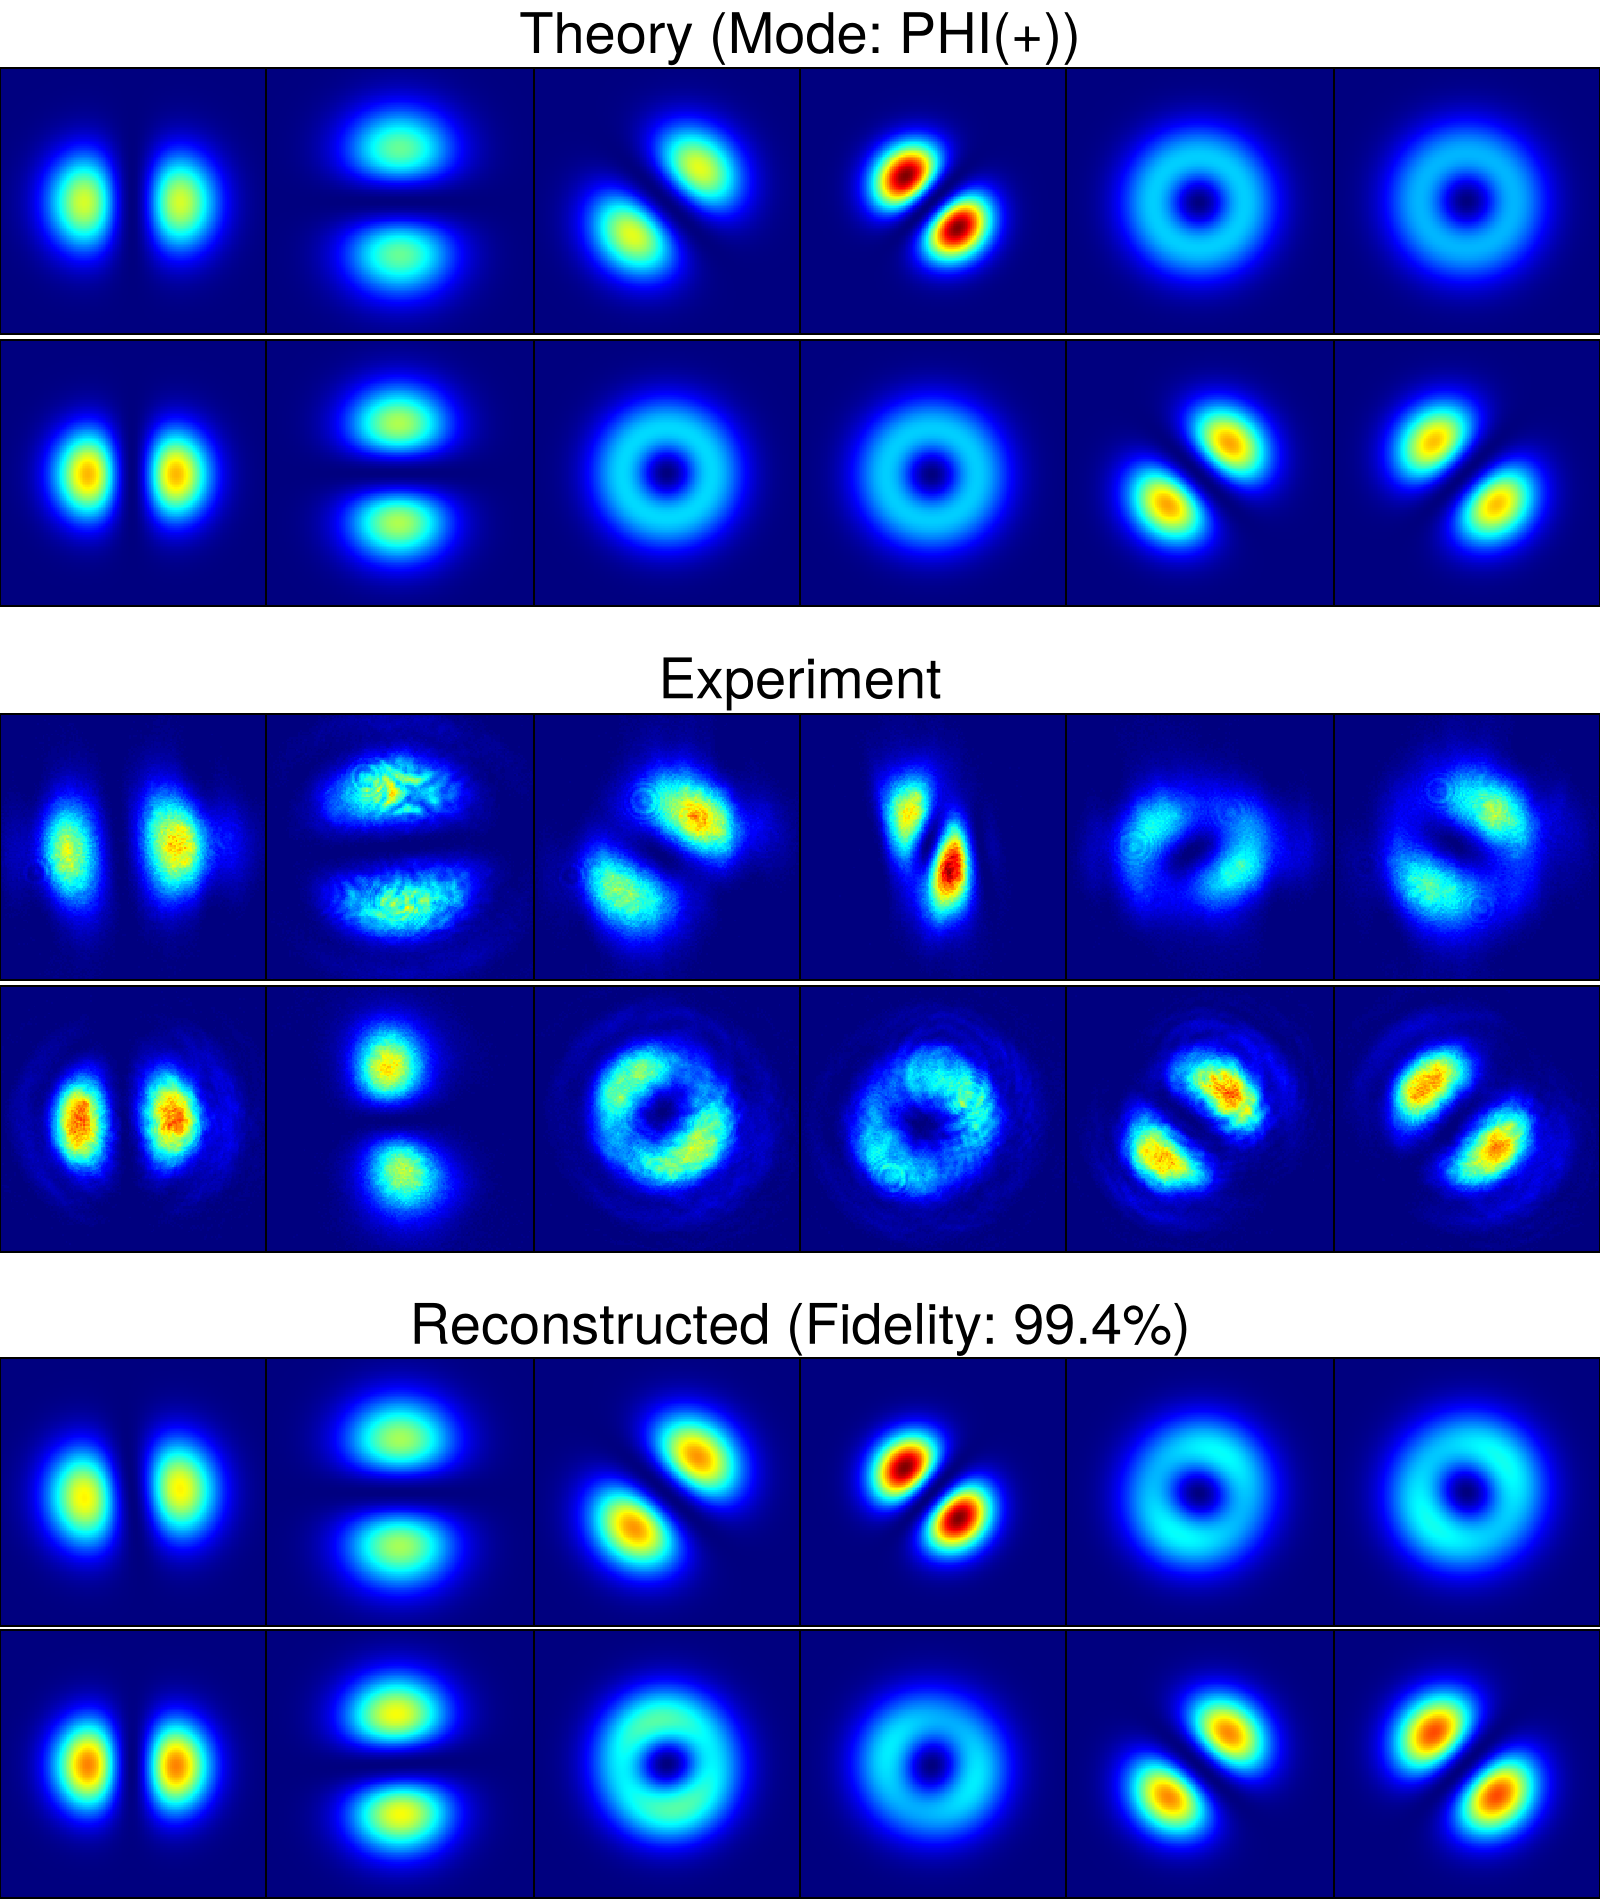 Theory (Mode: PHI(+))
Experiment
Reconstructed (Fidelity: 99.4%)